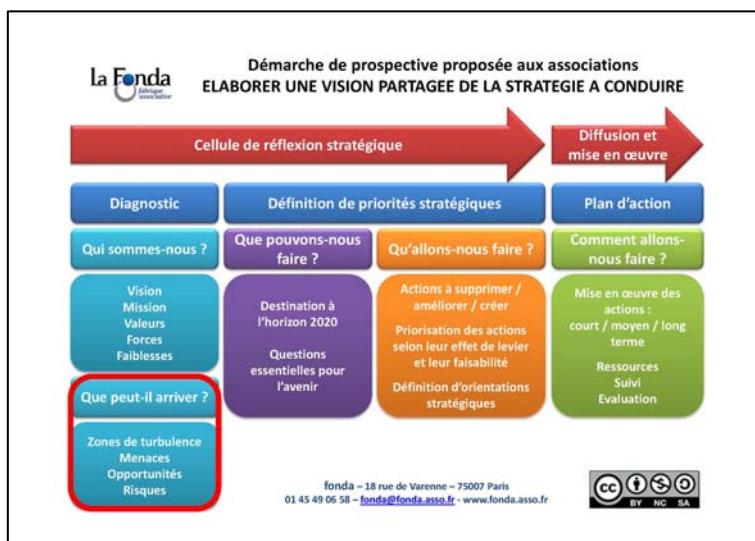 la Fonda
fabrique
associative
Démarche de prospective proposée aux associations
ELABORER UNE VISION PARTAGEE DE LA STRATEGIE A CONDUIRE
Cellule de réflexion stratégique
Diffusion et
mise en œuvre
Diagnostic
Définition de priorités stratégiques
Plan d'action
Qui sommes-nous ?
Que pouvons-nous
faire ?
Qu'allons-nous faire ?
Comment allons-
nous faire ?
Vision
Mission
Valeurs
Forces
Faiblesses
Que peut-il arriver ?
Zones de turbulence
Menaces
Opportunités
Risques
Destination à
l'horizon 2020
Questions
essentielles pour
l'avenir
Actions à supprimer /
améliorer / créer
Priorisation des actions
selon leur effet de levier
et leur faisabilité
Définition d'orientations
stratégiques
Mise en œuvre des
actions :
court / moyen / long
terme
Ressources
Suivi
Evaluation
fonda – 18 rue de Varenne – 75007 Paris
01 45 49 06 58 – fonda@fonda.asso.fr - www.fonda.asso.fr
cc
BY NC SA